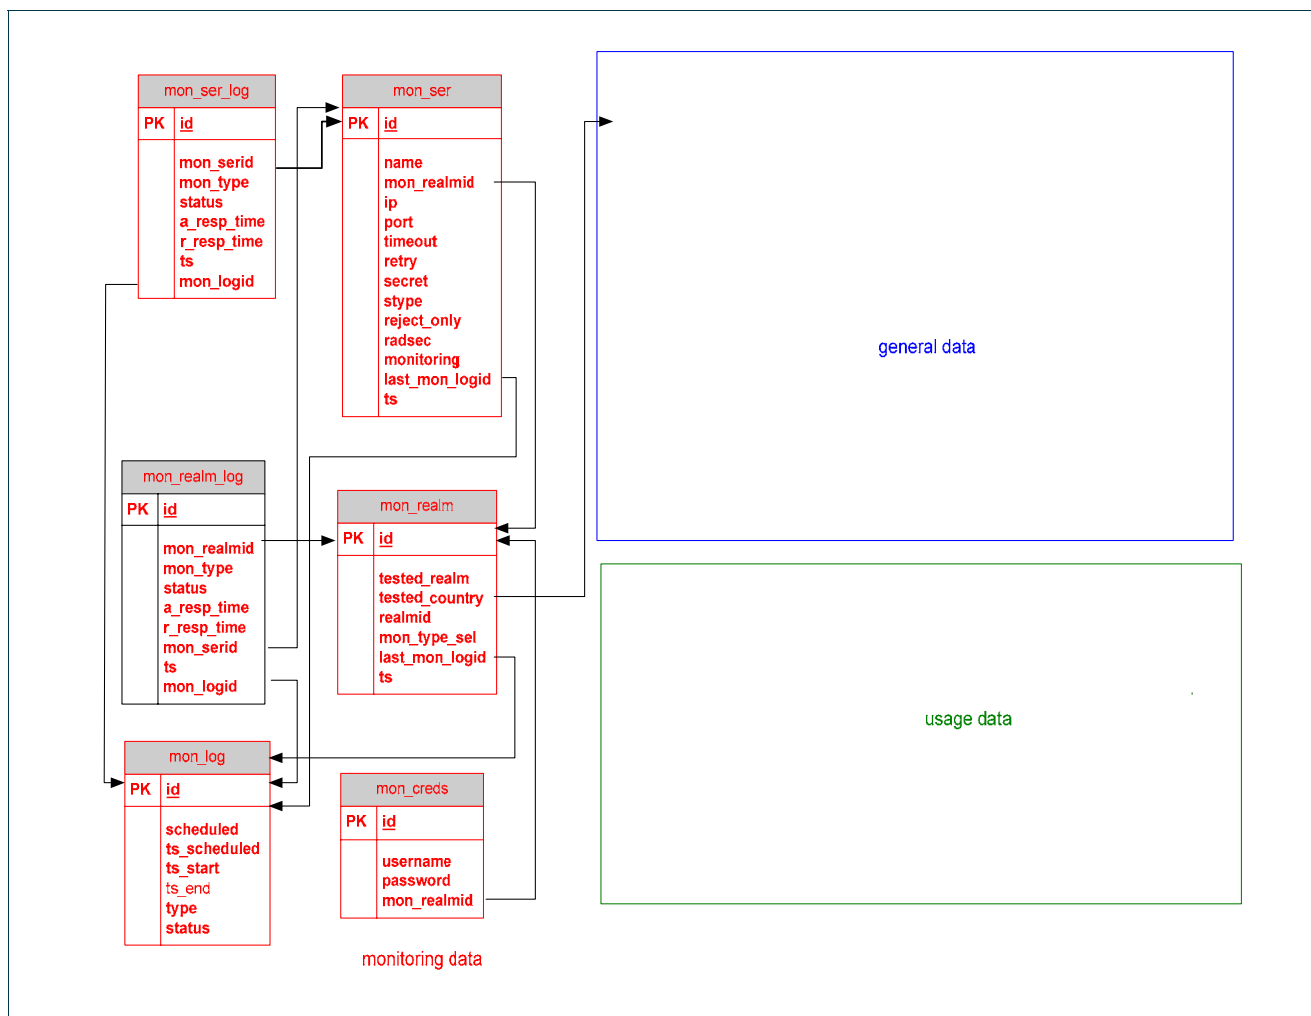 mon_ser_log
PK id
mon_serid
mon_type
status
a_resp_time
r_resp_time
ts
mon_logid
mon_ser
PK id
name
mon_realmid
ip
port
timeout
retry
secret
stype
reject_only
radsec
monitoring
last_mon_logid
ts
general data
mon_realm_log
PK id
mon_realmid
mon_type
status
a_resp_time
r_resp_time
mon_serid
ts
mon_logid
mon_realm
PK id
tested_realm
tested_country
realmid
mon_type_sel
last_mon_logid
ts
usage data
mon_log
PK id
scheduled
ts_scheduled
ts_start
ts_end
type
status
mon_creds
PK id
username
password
mon_realmid
monitoring data